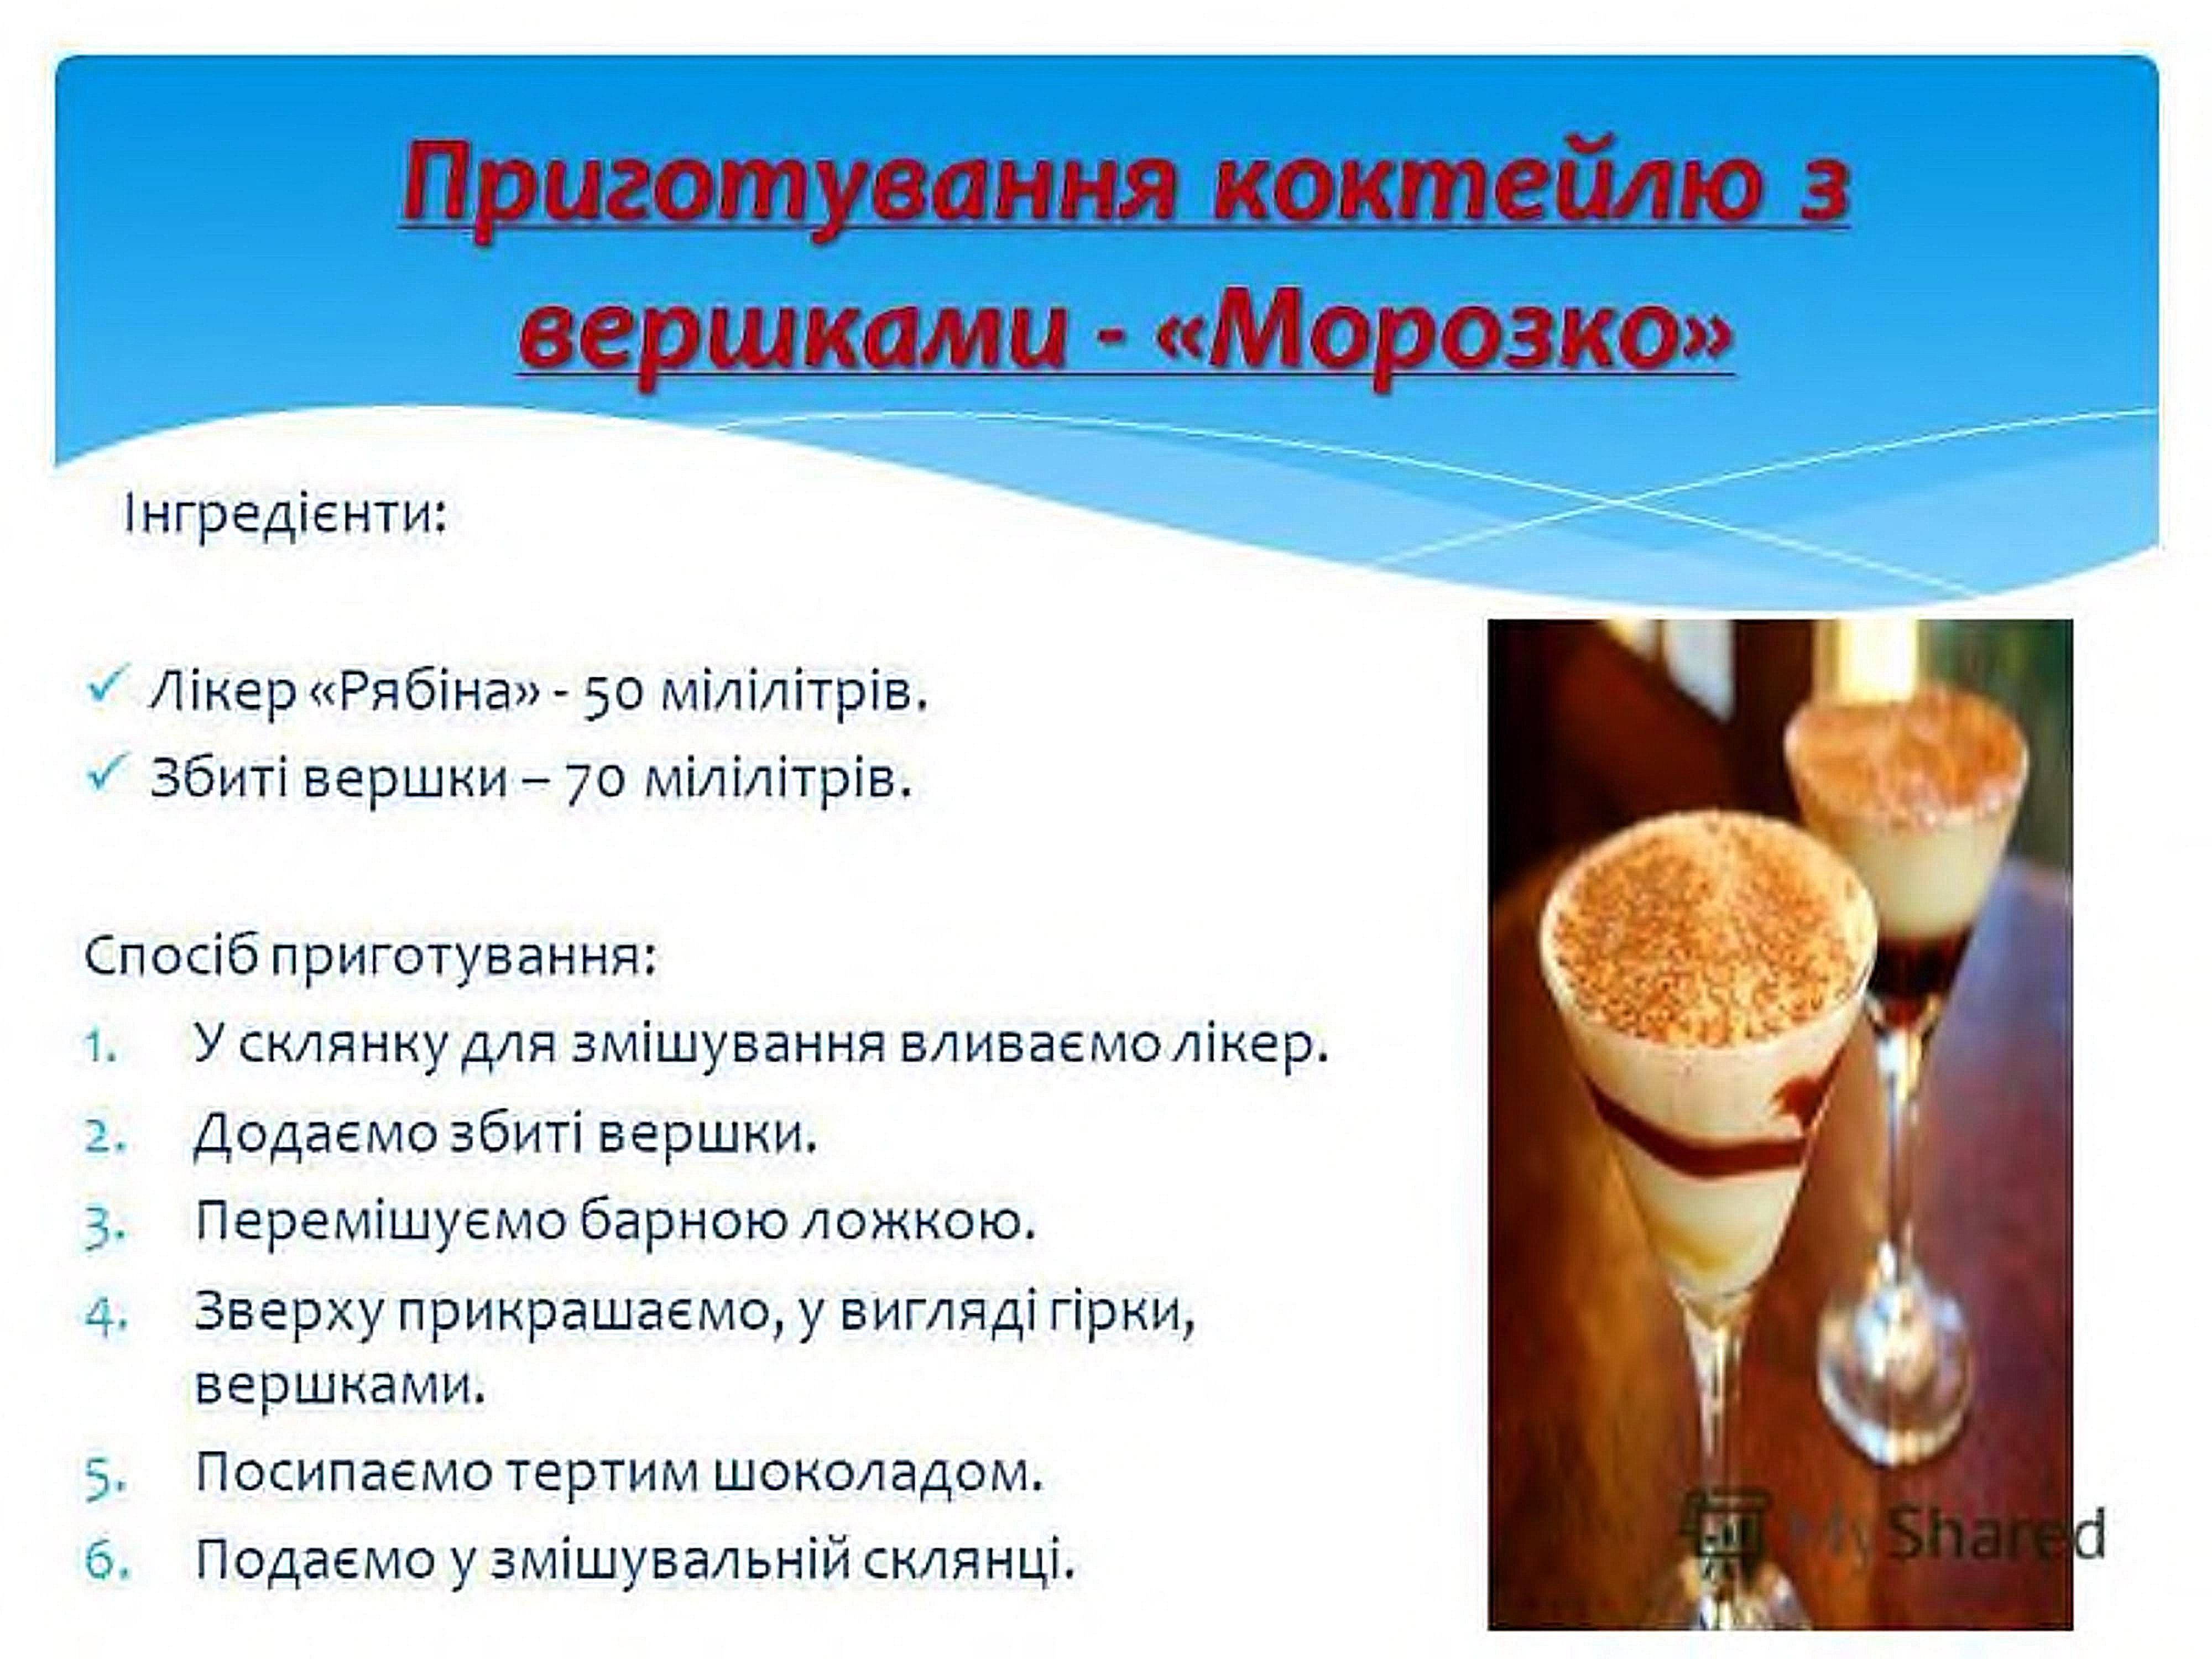 Приготування коктейлю з
вершками - «Морозко»
Інгредієнти:
✓ Лікер «Рябіна» - 50 мілілітрів.
✓ Збиті вершки – 70 мілілітрів.
Спосіб приготування:
1. У склянку для змішування вливаємо лікер.
2. Додаємо збиті вершки.
3. Перемішуємо барною ложкою.
4. Зверху прикрашаємо, у вигляді гірки,
вершками.
5. Посипаємо тертим шоколадом.
6. Подаємо у змішувальній склянці.
MyShared